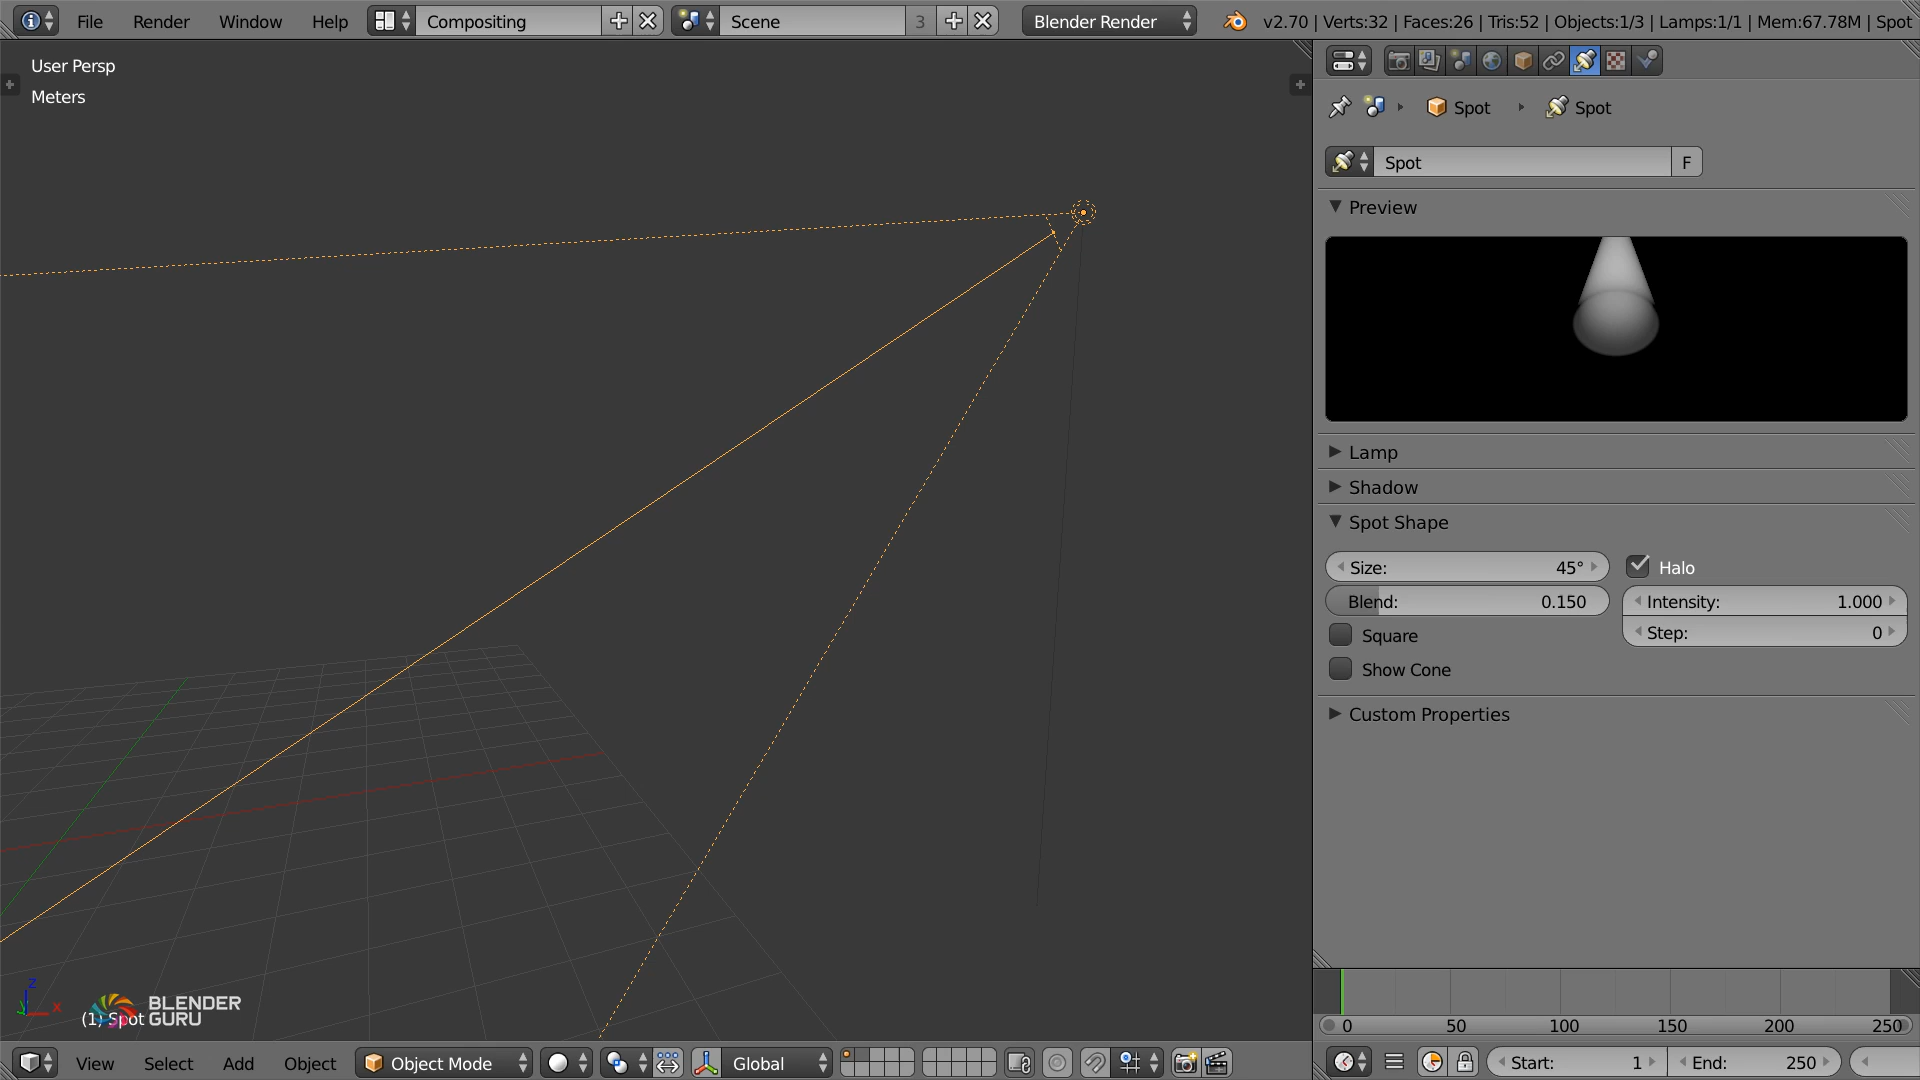 File Render Window Help Compositing Scene 3 Blender Render v2.70 | Verts:32 | Faces:26 | Tris:52 | Objects:1/3 | Lamps:1/1 | Mem:67.78M | Spot
User Persp
Meters
Spot Spot
Spot F
Preview
Lamp
Shadow
Spot Shape
Size: 45° Halo
Blend: 0.150 Intensity: 1.000
Square Step: 0
Show Cone
Custom Properties
z
y x
BLENDER
GURU
(1) Spot
0 50 100 150 200 250
View Select Add Object Object Mode Global Start: 1 End: 250